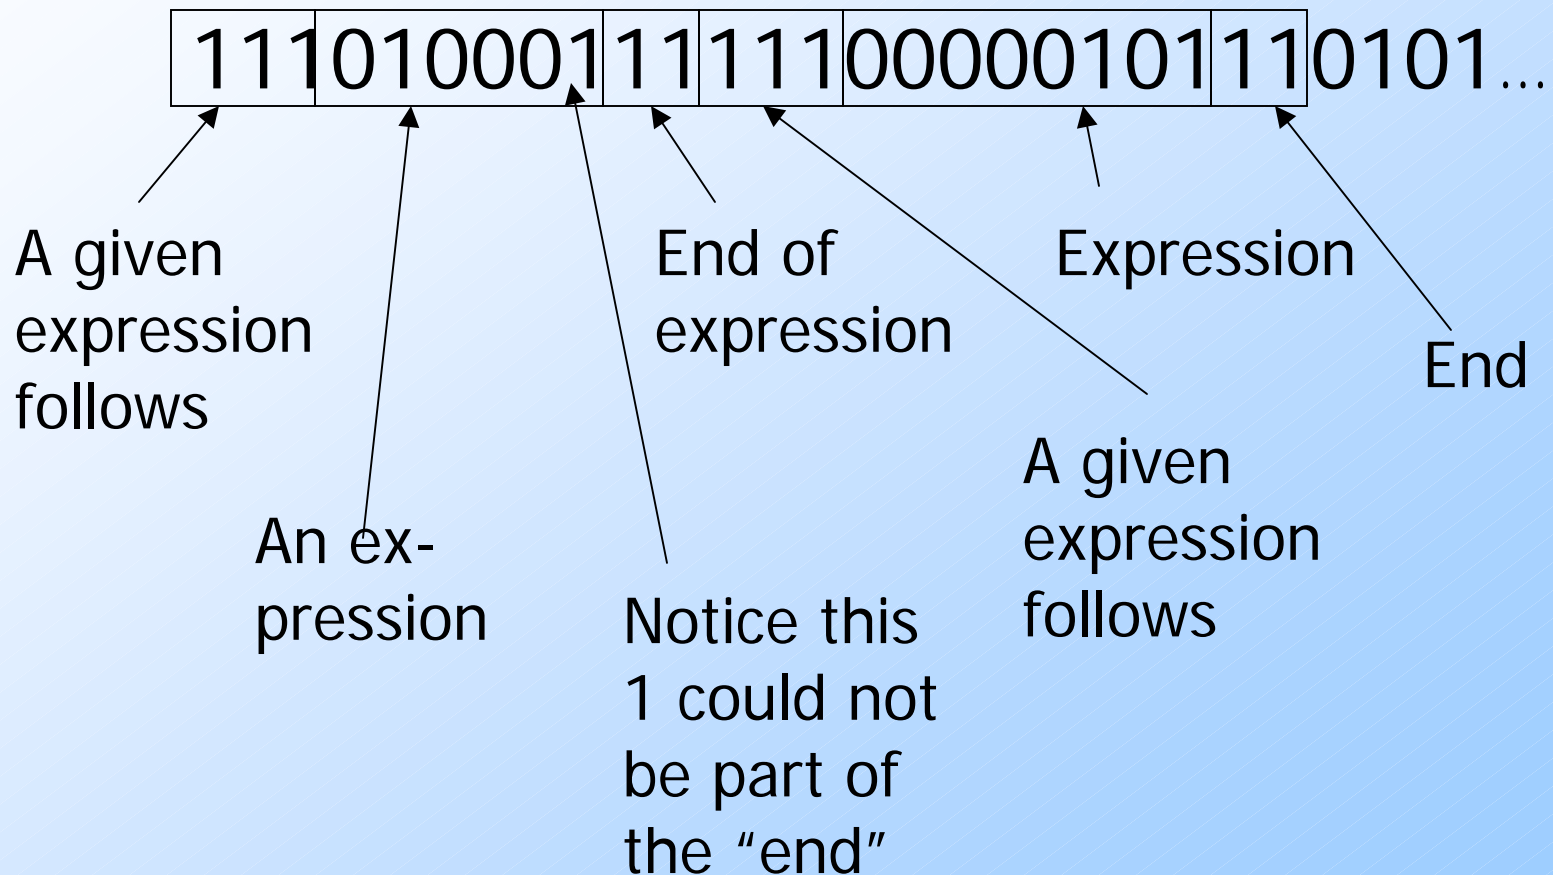 1110100011111100000101110101...
A given
expression
follows
End of
expression
Expression
End
A given
expression
follows
An ex-
pression
Notice this
1 could not
be part of
the “end”